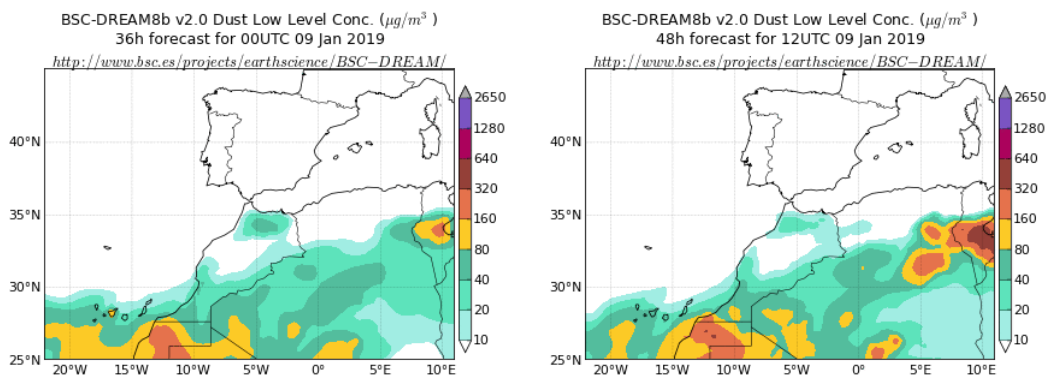 BSC-DREAM8b v2.0 Dust Low Level Conc. (μg/m³ )
36h forecast for 00UTC 09 Jan 2019
http://www.bsc.es/projects/earthscience/BSC−DREAM/
40°N
35°N
30°N
25°N
20°W 15°W 10°W 5°W 0°E 5°E 10°E
2650
1280
640
320
160
80
40
20
10
BSC-DREAM8b v2.0 Dust Low Level Conc. (μg/m³ )
48h forecast for 12UTC 09 Jan 2019
http://www.bsc.es/projects/earthscience/BSC−DREAM/
40°N
35°N
30°N
25°N
20°W 15°W 10°W 5°W 0°E 5°E 10°E
2650
1280
640
320
160
80
40
20
10